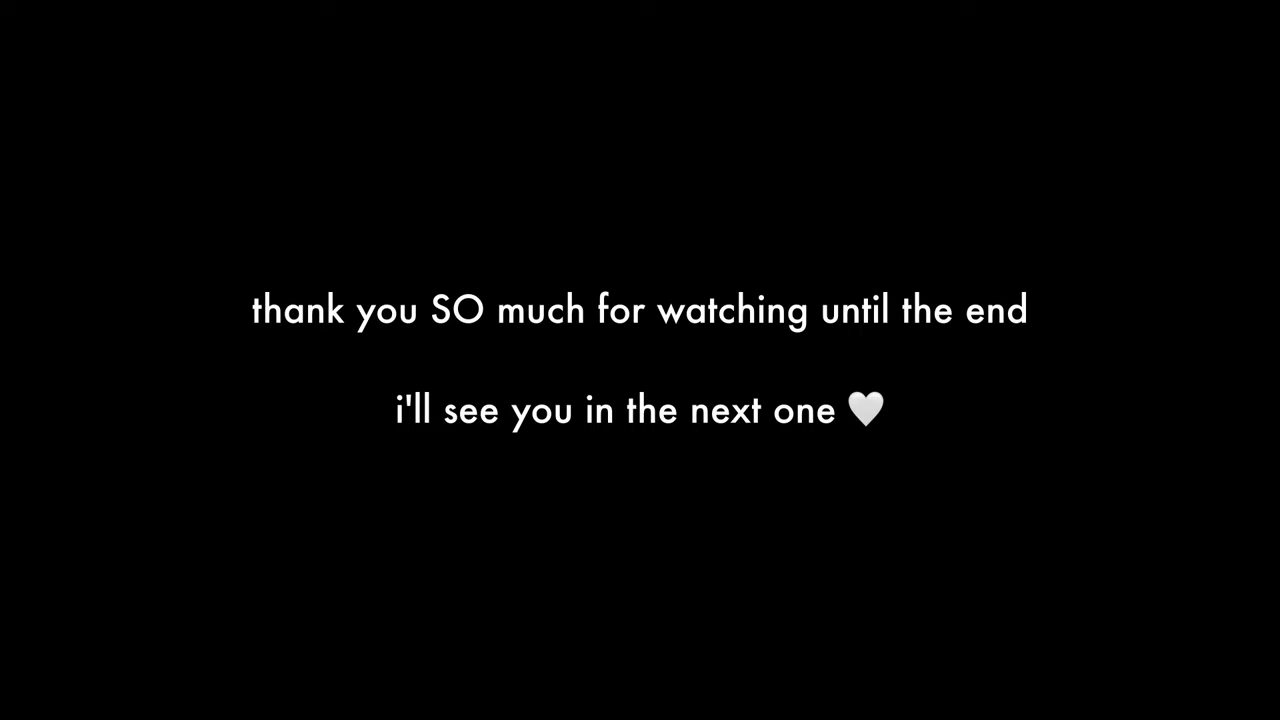 thank you SO much for watching until the end
i'll see you in the next one 🤍